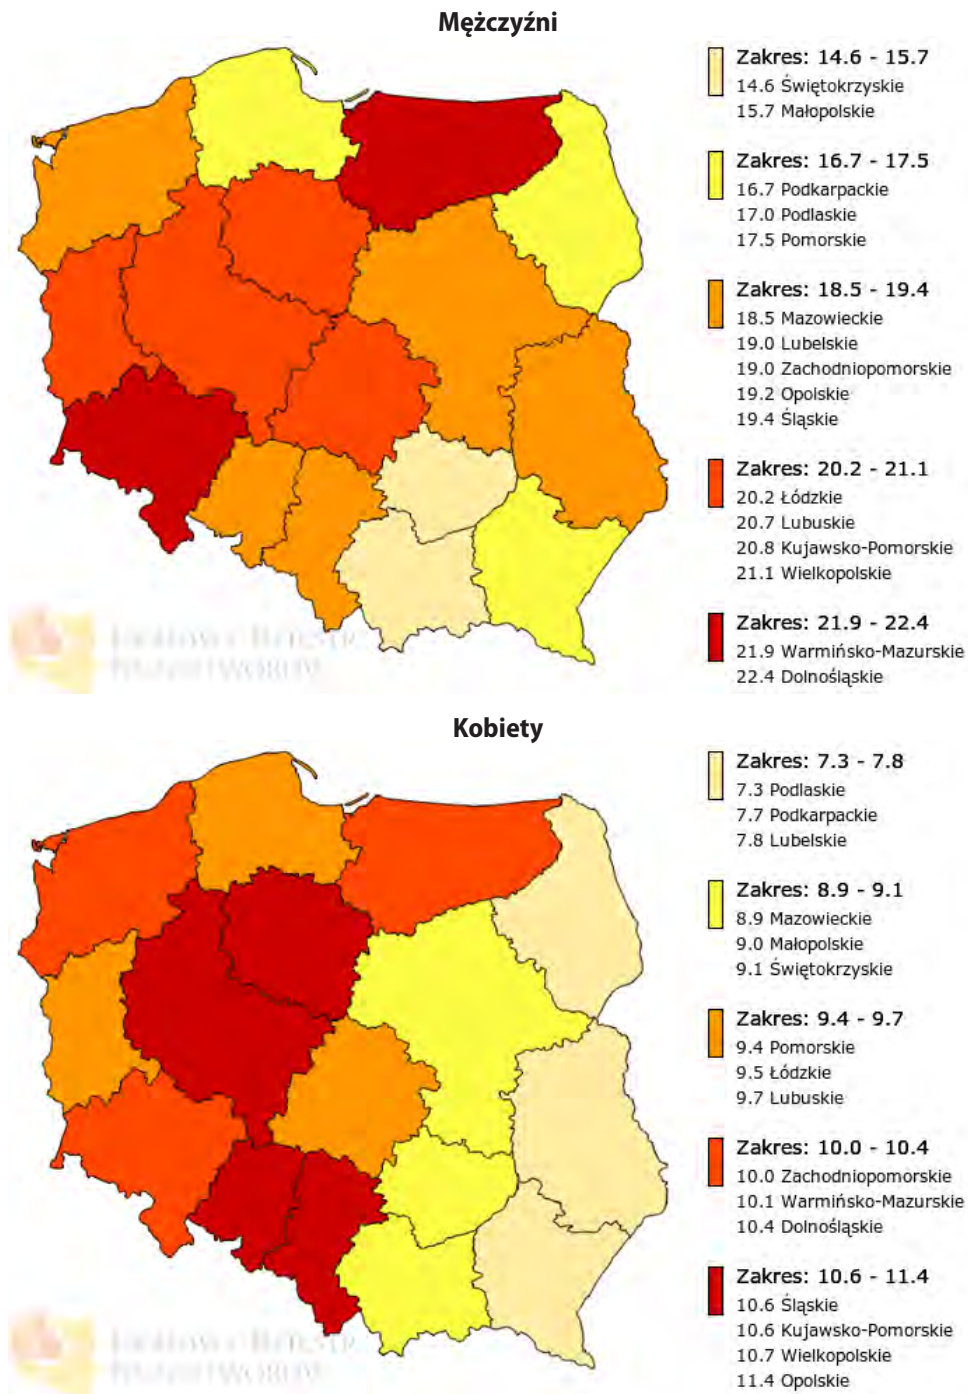 Mężczyźni
Zakres: 14.6 - 15.7
14.6 Świętokrzyskie
15.7 Małopolskie
Zakres: 16.7 - 17.5
16.7 Podkarpackie
17.0 Podlaskie
17.5 Pomorskie
Zakres: 18.5 - 19.4
18.5 Mazowieckie
19.0 Lubelskie
19.0 Zachodniopomorskie
19.2 Opolskie
19.4 Śląskie
Zakres: 20.2 - 21.1
20.2 Łódzkie
20.7 Lubuskie
20.8 Kujawsko-Pomorskie
21.1 Wielkopolskie
Zakres: 21.9 - 22.4
21.9 Warmińsko-Mazurskie
22.4 Dolnośląskie
Kobiety
Zakres: 7.3 - 7.8
7.3 Podlaskie
7.7 Podkarpackie
7.8 Lubelskie
Zakres: 8.9 - 9.1
8.9 Mazowieckie
9.0 Małopolskie
9.1 Świętokrzyskie
Zakres: 9.4 - 9.7
9.4 Pomorskie
9.5 Łódzkie
9.7 Lubuskie
Zakres: 10.0 - 10.4
10.0 Zachodniopomorskie
10.1 Warmińsko-Mazurskie
10.4 Dolnośląskie
Zakres: 10.6 - 11.4
10.6 Śląskie
10.6 Kujawsko-Pomorskie
10.7 Wielkopolskie
11.4 Opolskie